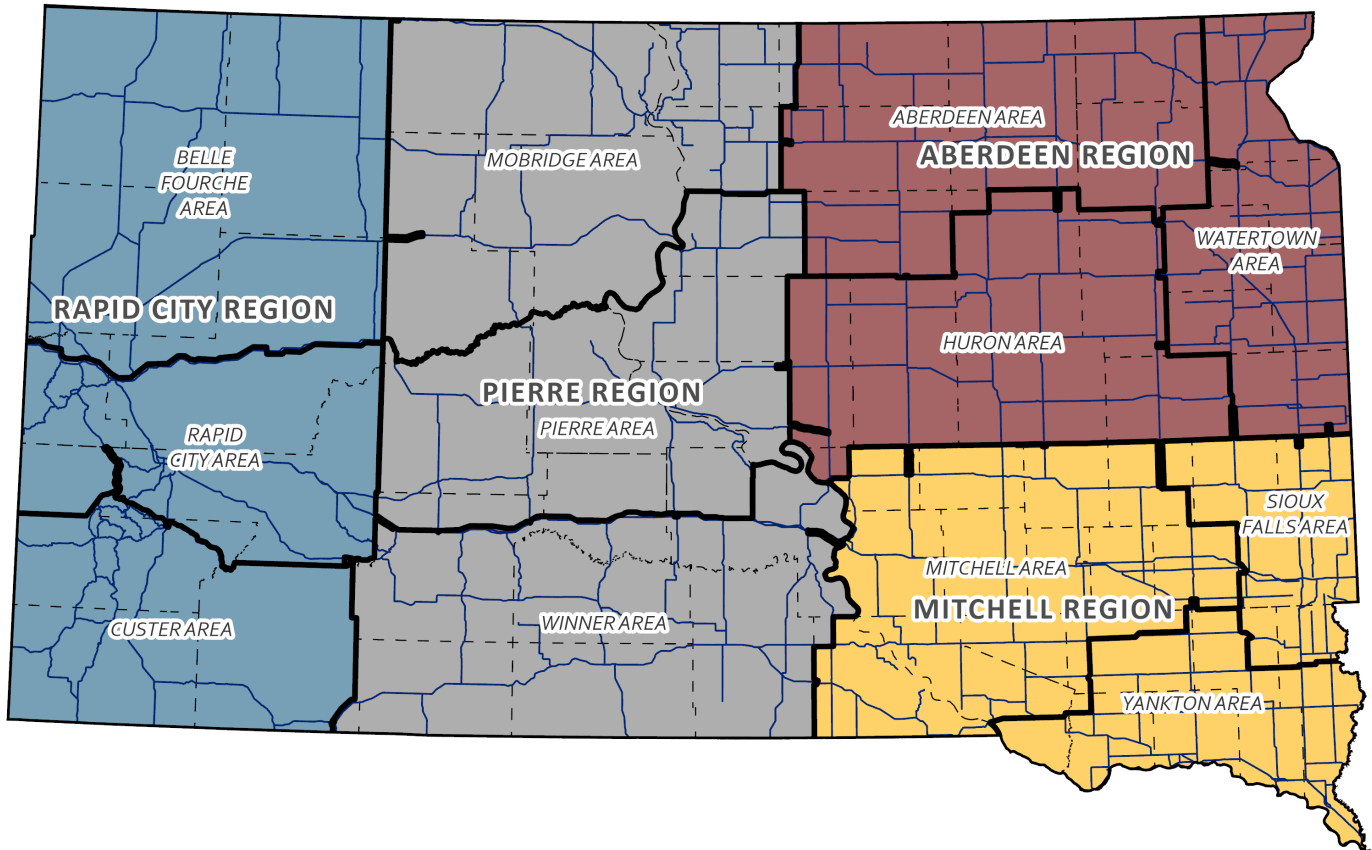 BELLE
FOURCHE
AREA
RAPID CITY REGION
RAPID
CITY AREA
CUSTER AREA
MOBRIDGE AREA
PIERRE REGION
PIERRE AREA
WINNER AREA
ABERDEEN AREA
ABERDEEN REGION
WATERTOWN
AREA
HURON AREA
SIOUX
FALLS AREA
MITCHELL AREA
MITCHELL REGION
YANKTON AREA